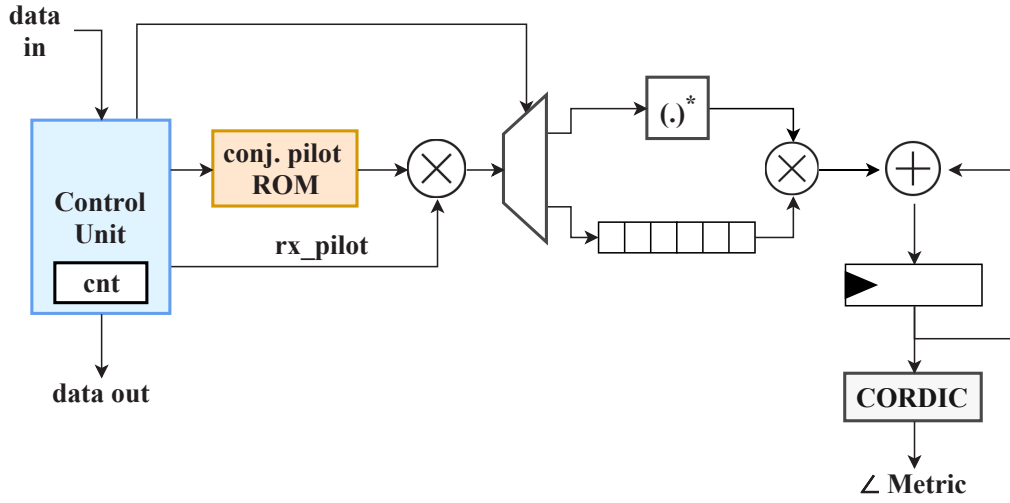 data
in
conj. pilot
ROM
(.)*
Control
Unit
rx_pilot
cnt
data out
CORDIC
∠ Metric